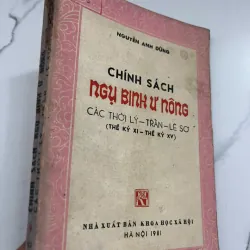 NGUYỄN ANH DŨNG
CHÍNH SÁCH
NGỤ BINH Ư NÔNG
CÁC THỜI LÝ — TRẦN — LÊ SƠ
(THẾ KỶ XI — THẾ KỶ XV)
NHÀ XUẤT BẢN KHOA HỌC XÃ HỘI
HÀ NỘI 1981